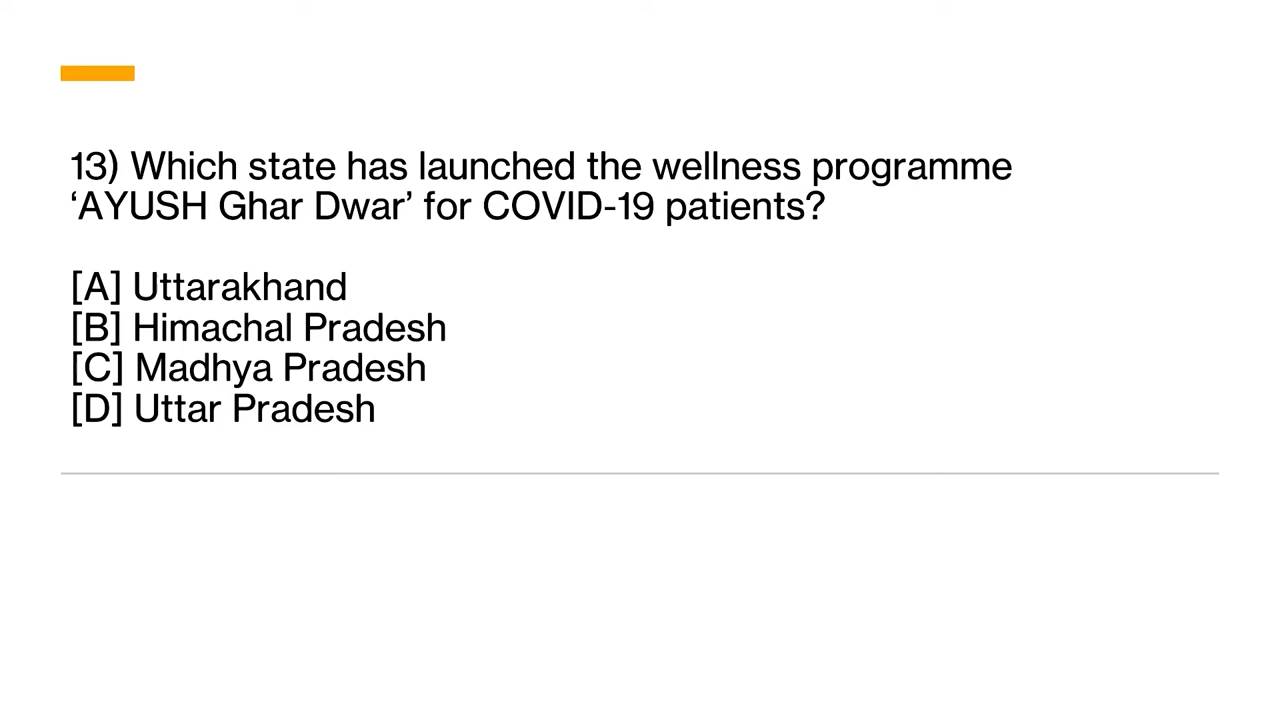 13) Which state has launched the wellness programme
‘AYUSH Ghar Dwar’ for COVID-19 patients?
[A] Uttarakhand
[B] Himachal Pradesh
[C] Madhya Pradesh
[D] Uttar Pradesh